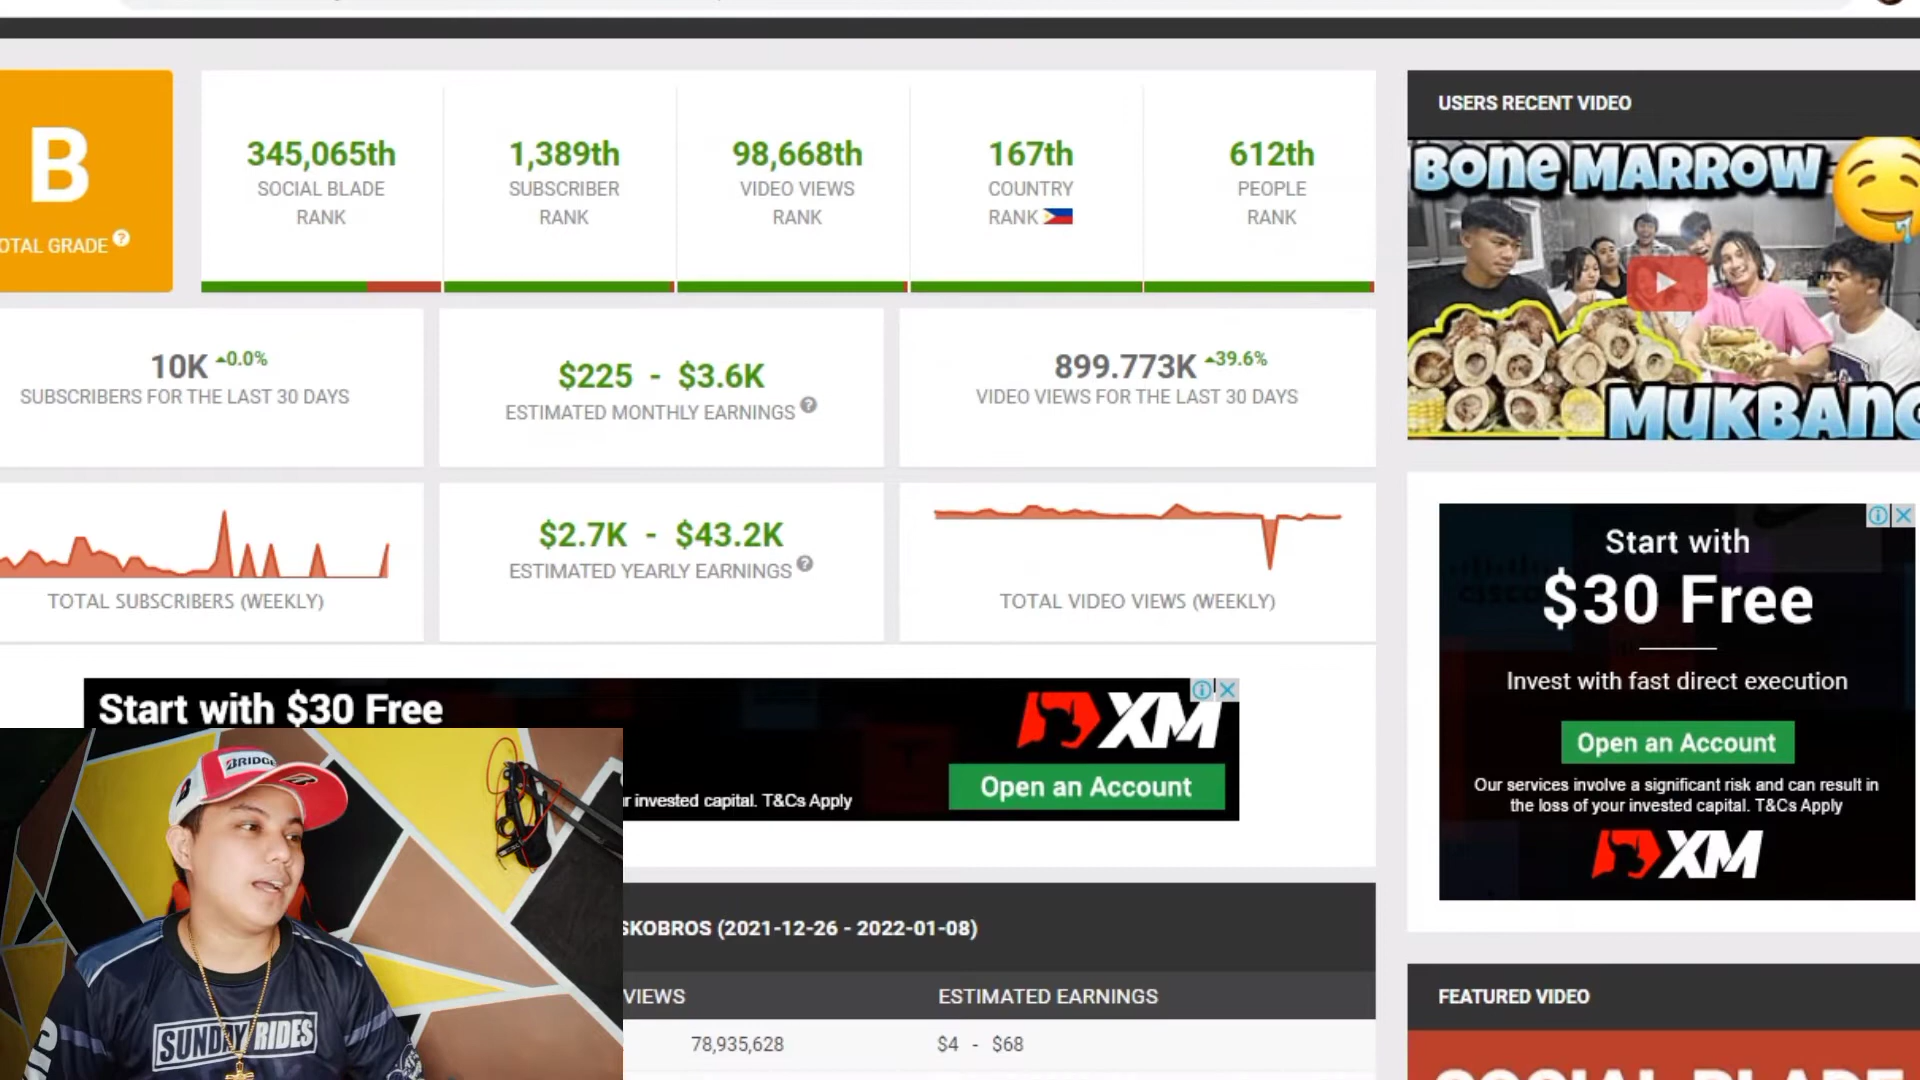 B
OTAL GRADE
345,065th
SOCIAL BLADE
RANK
1,389th
SUBSCRIBER
RANK
98,668th
VIDEO VIEWS
RANK
167th
COUNTRY
RANK
612th
PEOPLE
RANK
10K 0.0%
SUBSCRIBERS FOR THE LAST 30 DAYS
$225 - $3.6K
ESTIMATED MONTHLY EARNINGS
899.773K 39.6%
VIDEO VIEWS FOR THE LAST 30 DAYS
TOTAL SUBSCRIBERS (WEEKLY)
$2.7K - $43.2K
ESTIMATED YEARLY EARNINGS
TOTAL VIDEO VIEWS (WEEKLY)
Start with $30 Free
r invested capital. T&Cs Apply
XM
Open an Account
SKOBROS (2021-12-26 - 2022-01-08)
VIEWS ESTIMATED EARNINGS
78,935,628 $4 - $68
USERS RECENT VIDEO
BONE MARROW
MUKBANG
Start with
$30 Free
Invest with fast direct execution
Open an Account
Our services involve a significant risk and can result in
the loss of your invested capital. T&Cs Apply
XM
FEATURED VIDEO
SOCIAL BLADE
BRIDG
SUNDAY RIDES